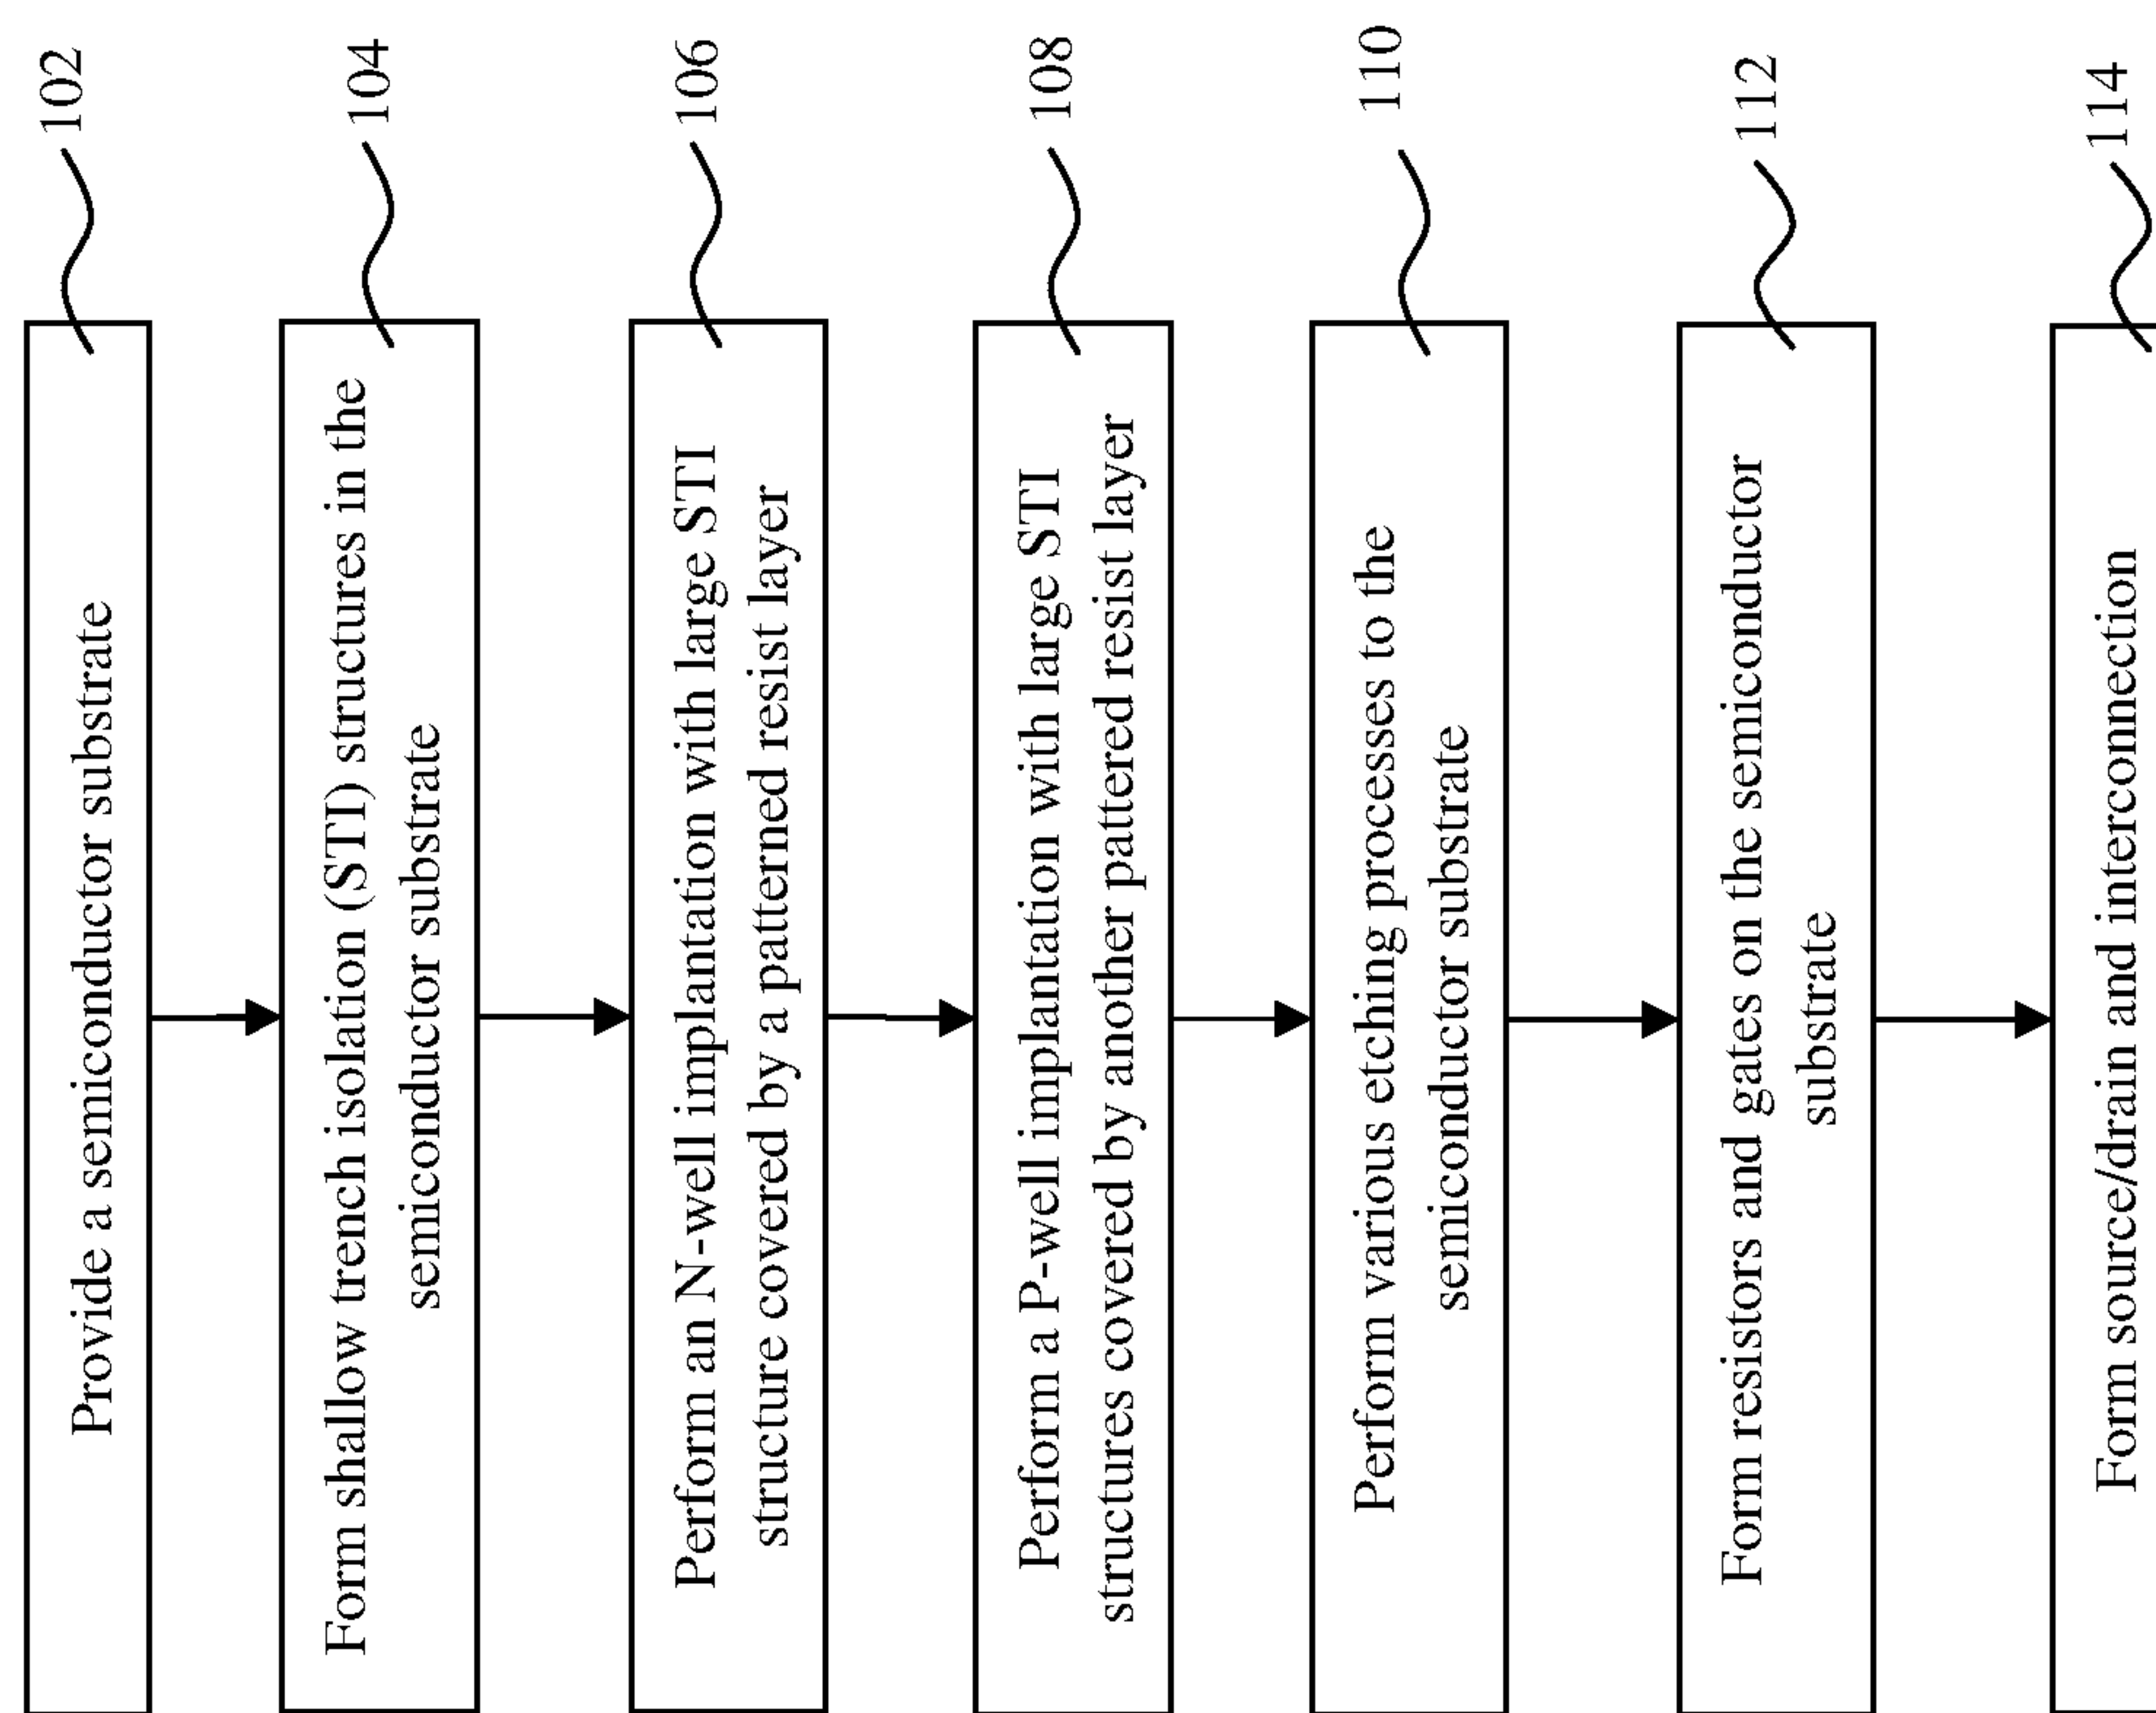 Provide a semiconductor substrate
102
Form shallow trench isolation (STI) structures in the
semiconductor substrate
104
Perform an N-well implantation with large STI
structure covered by a patterned resist layer
106
Perform a P-well implantation with large STI
structures covered by another pattered resist layer
108
Perform various etching processes to the
semiconductor substrate
110
Form resistors and gates on the semiconductor
substrate
112
Form source/drain and interconnection
114